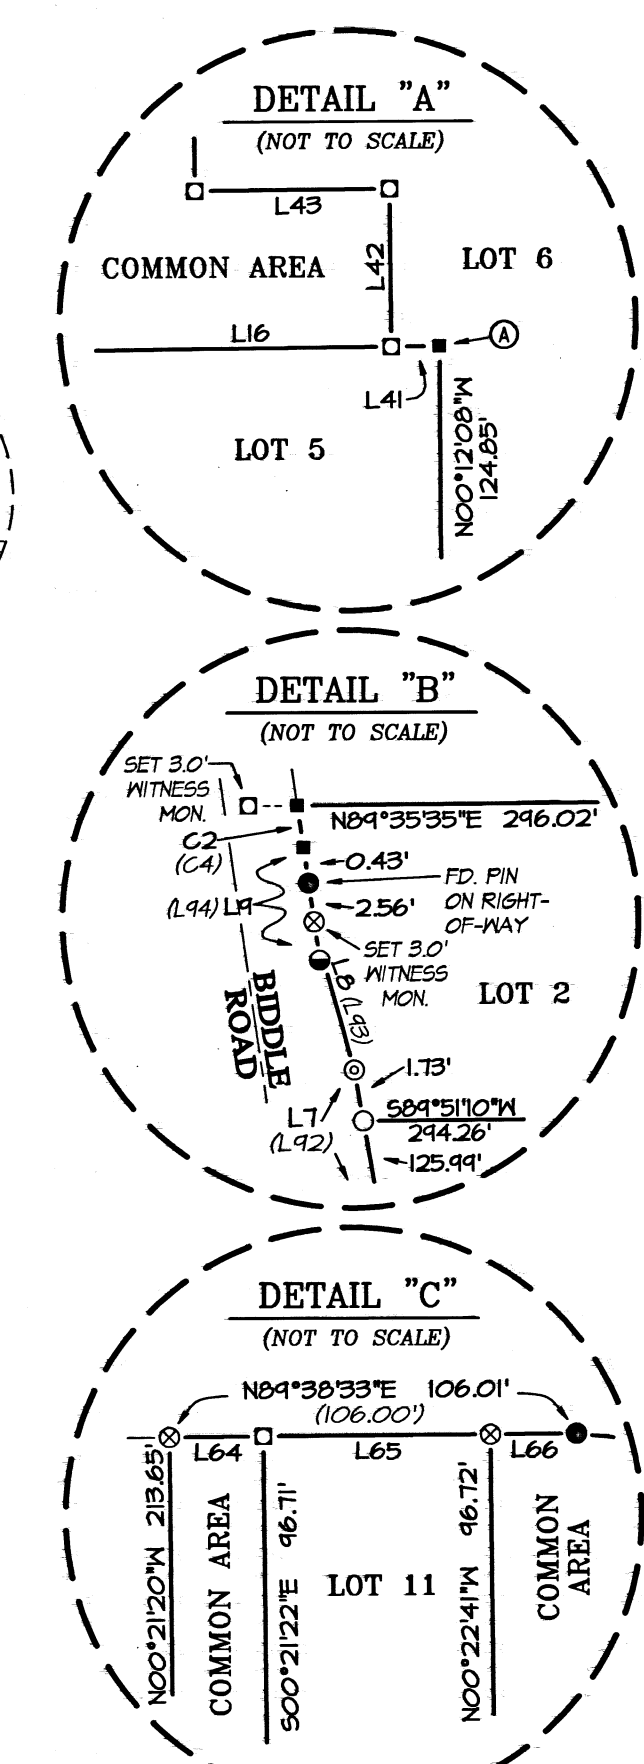 DETAIL "A"
(NOT TO SCALE)
L43
COMMON AREA
L42
LOT 6
L16
A
L41
LOT 5
N00°12'08"W
124.85'
DETAIL "B"
(NOT TO SCALE)
SET 3.0'
WITNESS
MON.
N89°35'35"E 296.02'
C2
(C4)
0.43'
FD. PIN
ON RIGHT-
OF-WAY
(L94) L9
2.56'
SET 3.0'
WITNESS
MON.
L8 (L93)
LOT 2
BIDDLE
ROAD
1.73'
L7
(L92)
S89°51'10"W
294.26'
125.99'
DETAIL "C"
(NOT TO SCALE)
N89°38'33"E 106.01'
(106.00')
L64
L65
L66
N00°21'20"W 213.65'
COMMON AREA
S00°21'22"E 96.71'
LOT 11
N00°22'41"W 96.72'
COMMON
AREA